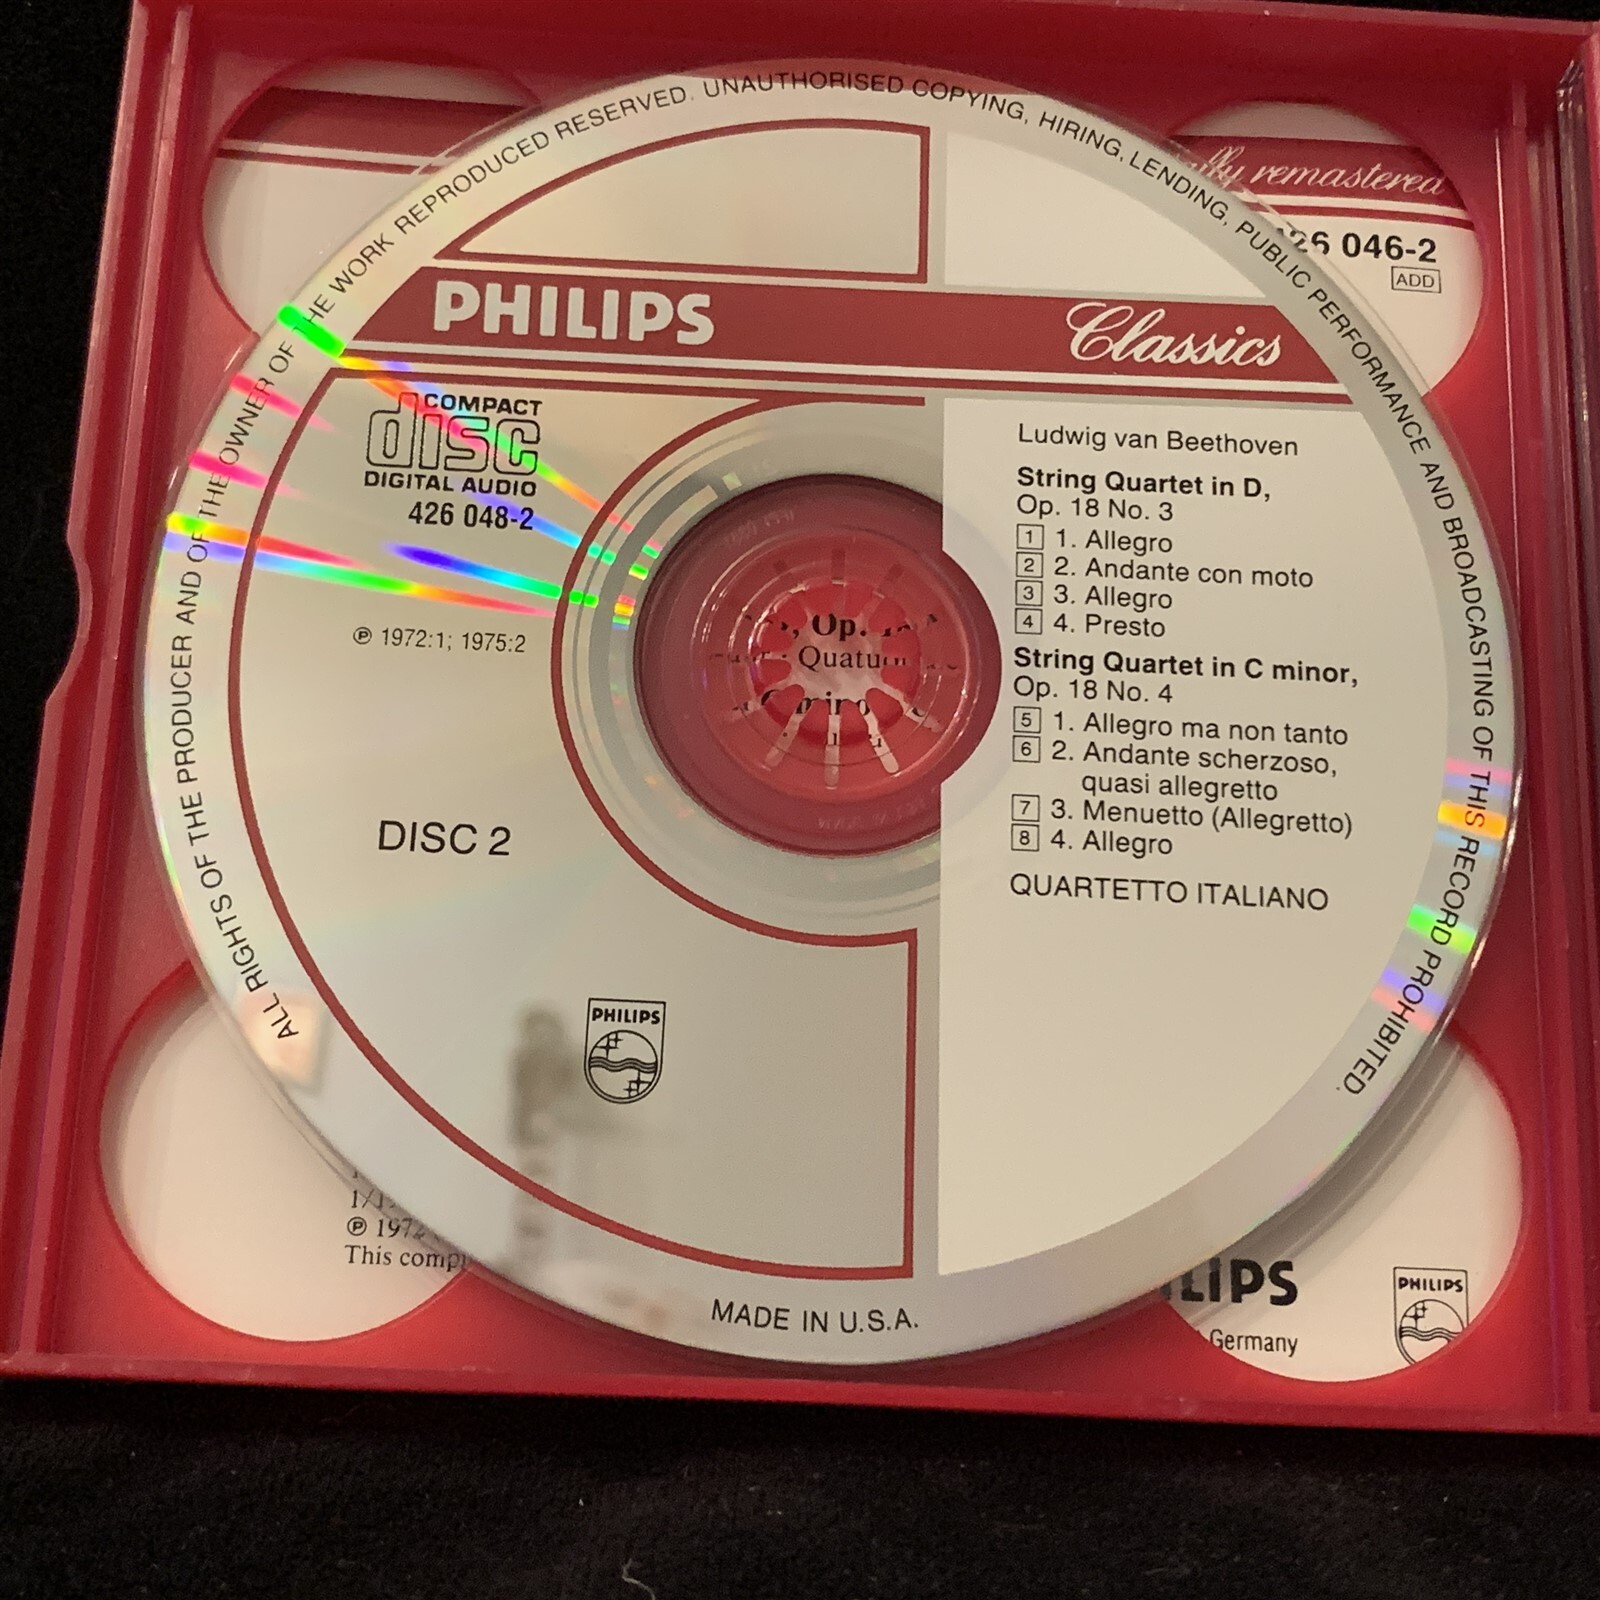 ALL RIGHTS OF THE PRODUCER AND OF THE OWNER OF THE WORK REPRODUCED RESERVED. UNAUTHORISED COPYING, HIRING, LENDING, PUBLIC PERFORMANCE AND BROADCASTING OF THIS RECORD PROHIBITED.
remastered
046-2
ADD
PHILIPS Classics
COMPACT
disc
DIGITAL AUDIO
426 048-2
℗ 1972:1; 1975:2
DISC 2
PHILIPS
Ludwig van Beethoven
String Quartet in D,
Op. 18 No. 3
1 1. Allegro
2 2. Andante con moto
3 3. Allegro
4 4. Presto
String Quartet in C minor,
Op. 18 No. 4
5 1. Allegro ma non tanto
6 2. Andante scherzoso,
quasi allegretto
7 3. Menuetto (Allegretto)
8 4. Allegro
QUARTETTO ITALIANO
MADE IN U.S.A.
Op.
This
Germany
PHILIPS